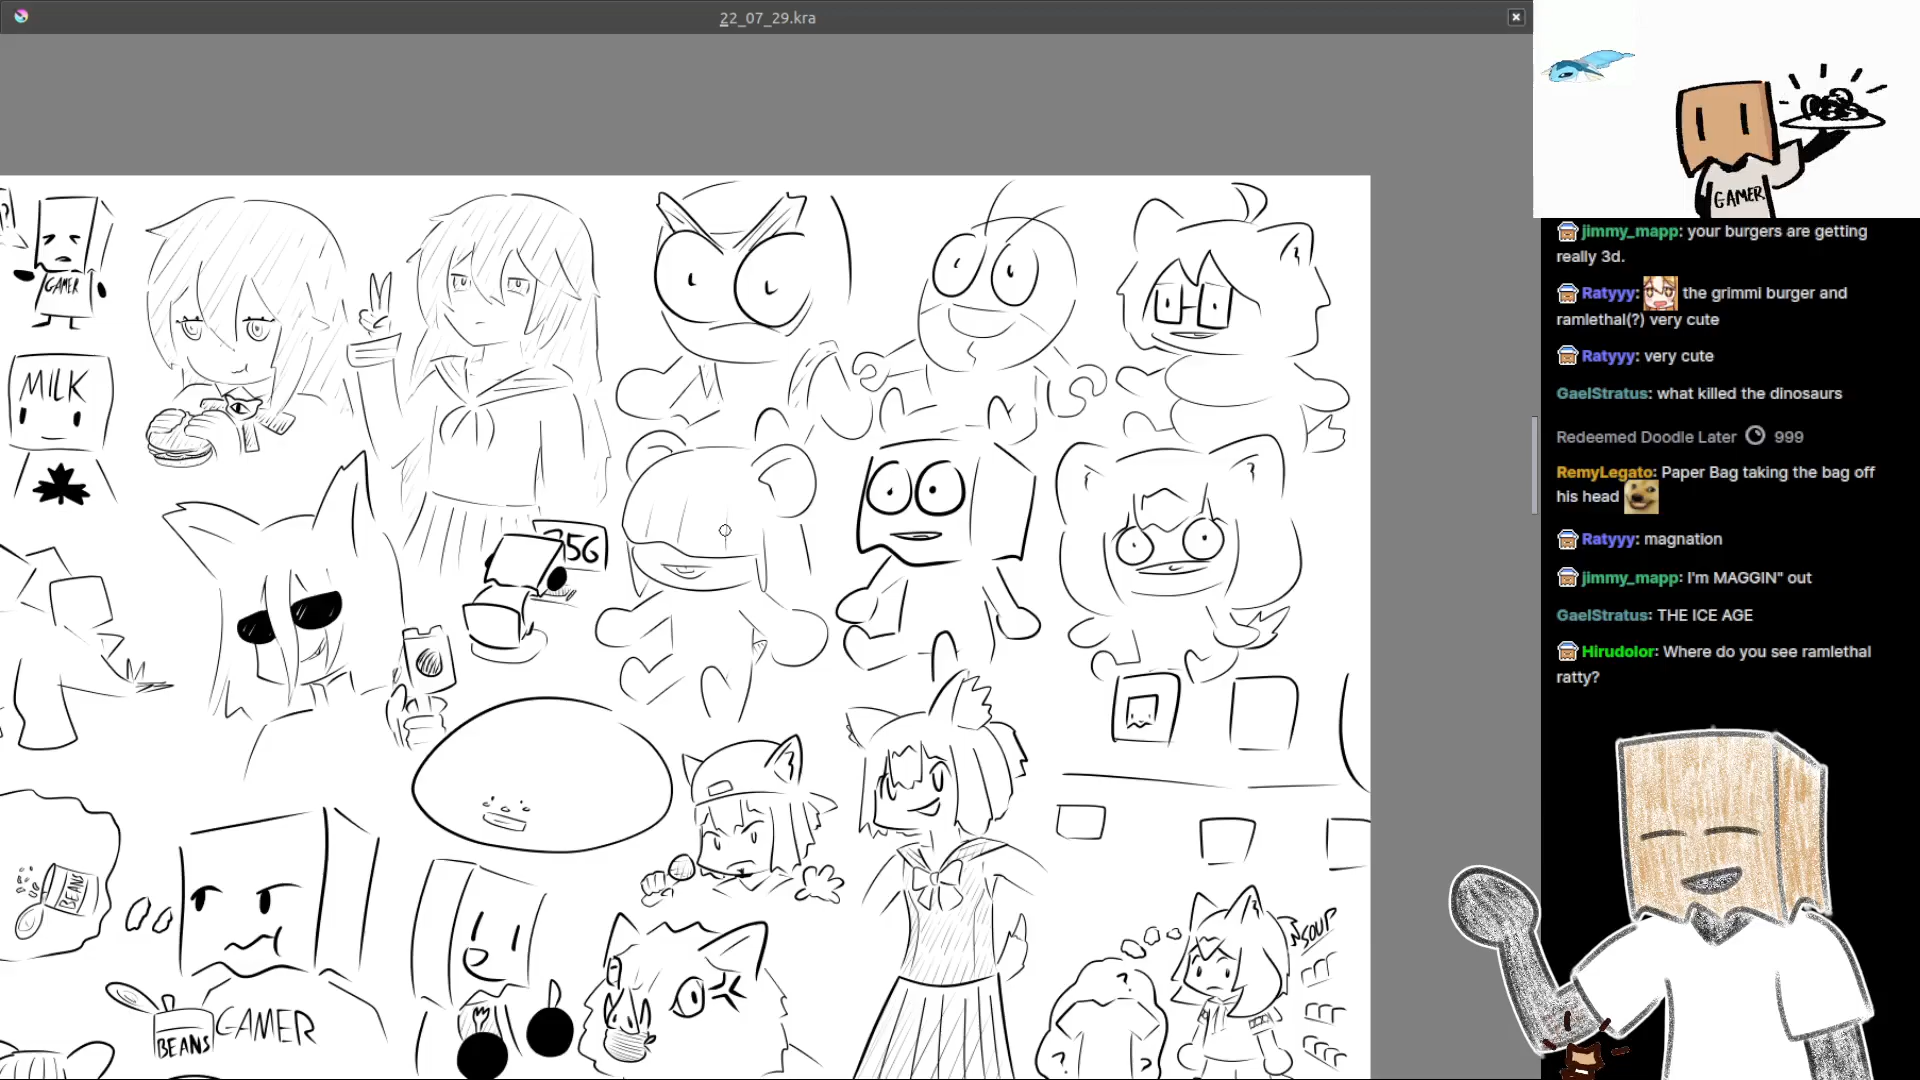 22_07_29.kra
GAMER
jimmy_mapp: your burgers are getting
really 3d.
Ratyyy: the grimmi burger and
ramlethal(?) very cute
Ratyyy: very cute
GaelStratus: what killed the dinosaurs
Redeemed Doodle Later 999
RemyLegato: Paper Bag taking the bag off
his head
Ratyyy: magnation
jimmy_mapp: I'm MAGGIN" out
GaelStratus: THE ICE AGE
Hirudolor: Where do you see ramlethal
ratty?
?
GAMER
MILK
BEANS
GAMER
BEANS
SOUP
?
?
?